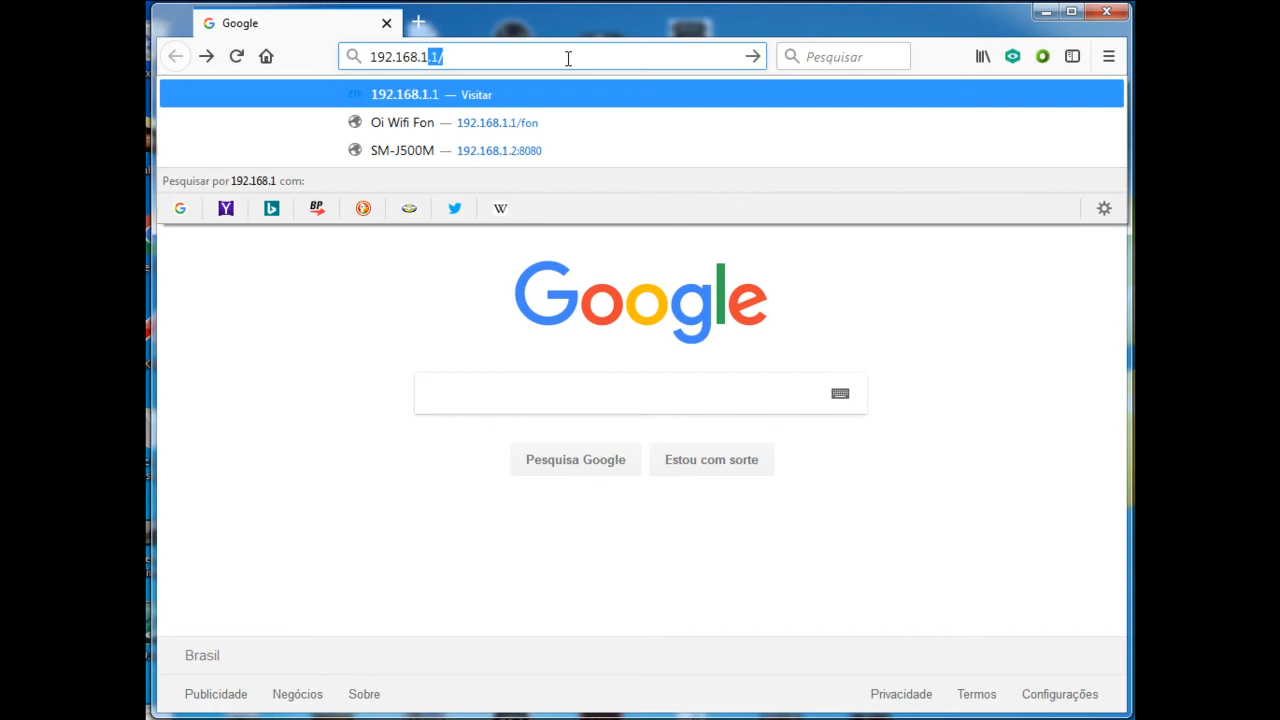 Google
192.168.1.1/
Pesquisar
ZTE 192.168.1.1 — Visitar
Oi Wifi Fon — 192.168.1.1/fon
SM-J500M — 192.168.1.2:8080
Pesquisar por 192.168.1 com:
G Y b BP W
Google
Pesquisa Google Estou com sorte
Brasil
Publicidade Negócios Sobre Privacidade Termos Configurações